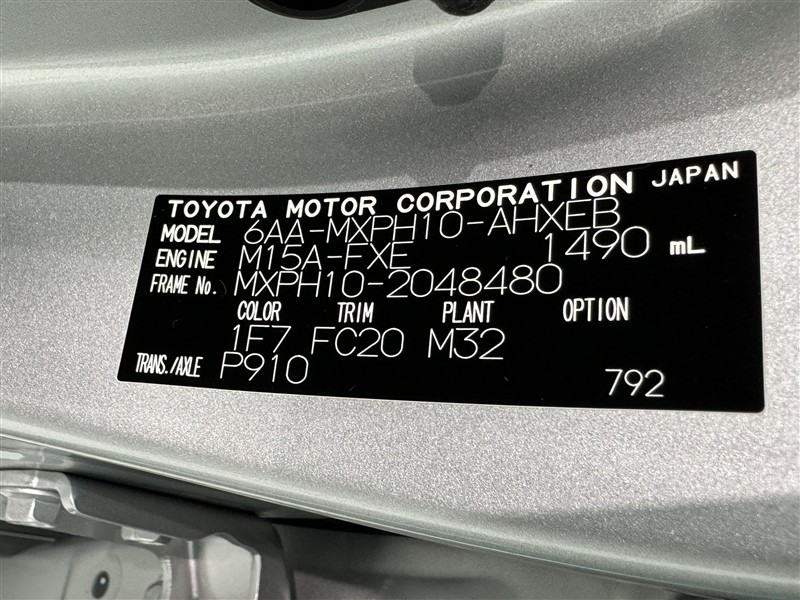 TOYOTA MOTOR CORPORATION JAPAN
MODEL 6AA-MXPH10-AHXEB
ENGINE M15A-FXE 1490 mL
FRAME No. MXPH10-2048480
COLOR TRIM PLANT OPTION
1F7 FC20 M32
TRANS./AXLE P910
792